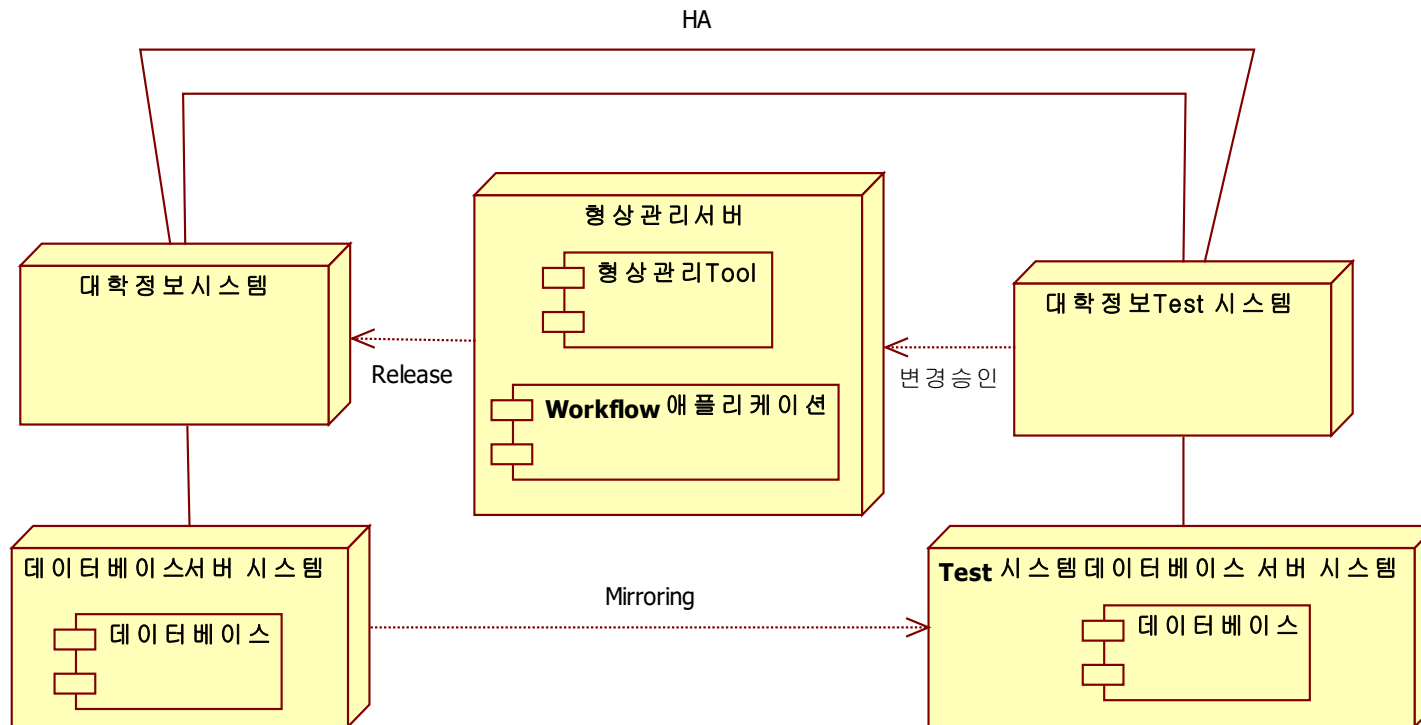 HA
형상관리서버
형상관리Tool
대학정보시스템
대학정보Test 시스템
Release
변경승인
Workflow 애플리케이션
데이터베이스서버 시스템
Test 시스템데이터베이스 서버 시스템
Mirroring
데이터베이스
데이터베이스